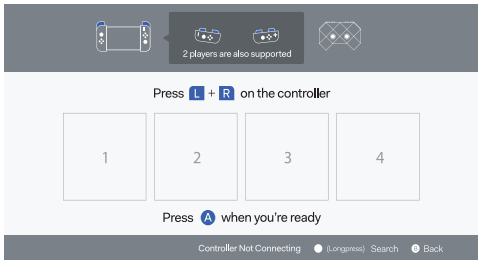 2 players are also supported
Press L + R on the controller
1 2 3 4
Press A when you're ready
Controller Not Connecting (Longpress) Search B Back